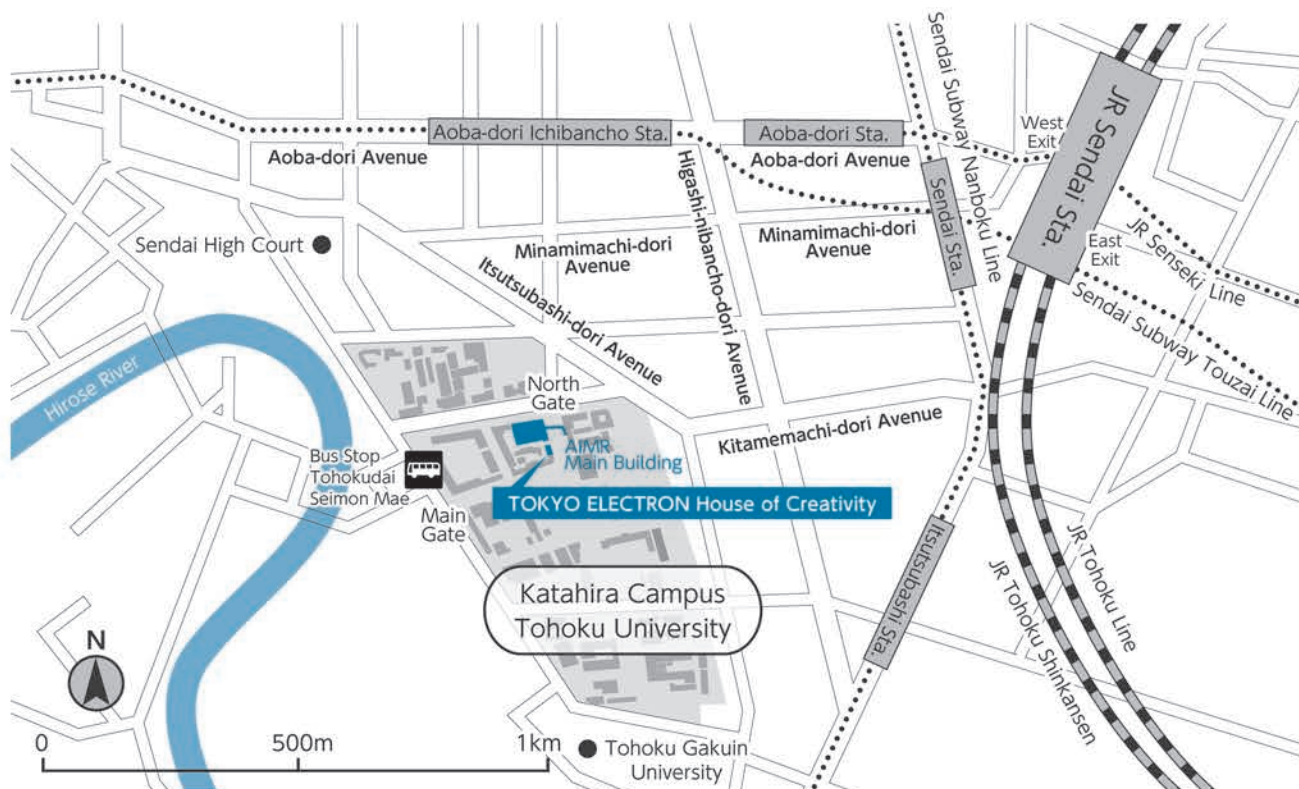 Aoba-dori Ichibancho Sta.
Aoba-dori Sta.
Aoba-dori Avenue
Aoba-dori Avenue
West
Exit
JR Sendai Sta.
Sendai Subway Nanboku Line
Sendai Sta.
Higashi-nibancho-dori Avenue
Sendai High Court
Minamimachi-dori
Avenue
Minamimachi-dori
Avenue
East
Exit
JR Senseki Line
Sendai Subway Touzai Line
Itsutsubashi-dori Avenue
Hirose River
North
Gate
Kitamemachi-dori Avenue
AIMR
Main Building
Bus Stop
Tohokudai
Seimon Mae
TOKYO ELECTRON House of Creativity
Main
Gate
Itsutsubashi Sta.
JR Tohoku Line
JR Tohoku Shinkansen
Katahira Campus
Tohoku University
N
0
500m
1km
Tohoku Gakuin
University